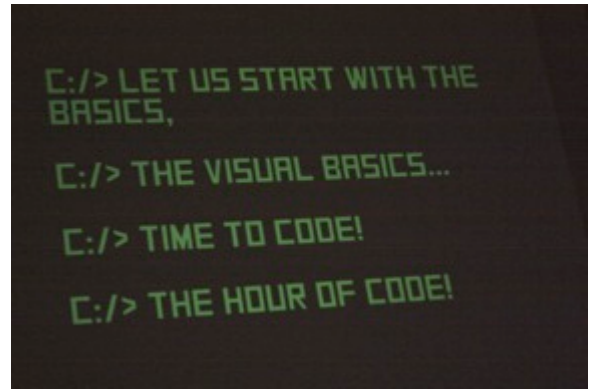 C:/> LET US START WITH THE
BASICS,
C:/> THE VISUAL BASICS...
C:/> TIME TO CODE!
C:/> THE HOUR OF CODE!